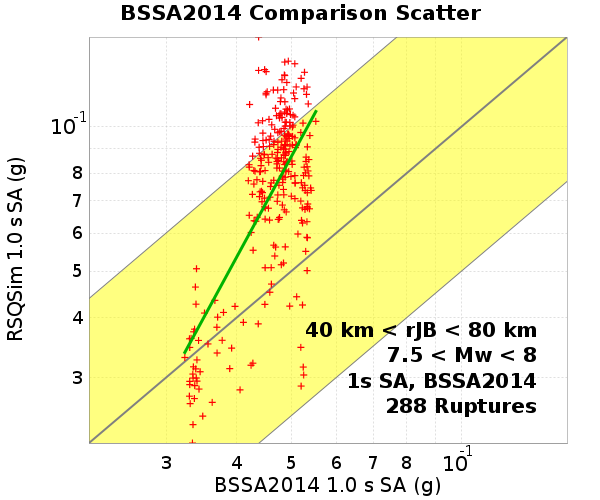 BSSA2014 Comparison Scatter
RSQSim 1.0 s SA (g)
10-1
8
7
6
5
4
3
40 km < rJB < 80 km
7.5 < Mw < 8
1s SA, BSSA2014
288 Ruptures
3 4 5 6 7 8 10-1
BSSA2014 1.0 s SA (g)